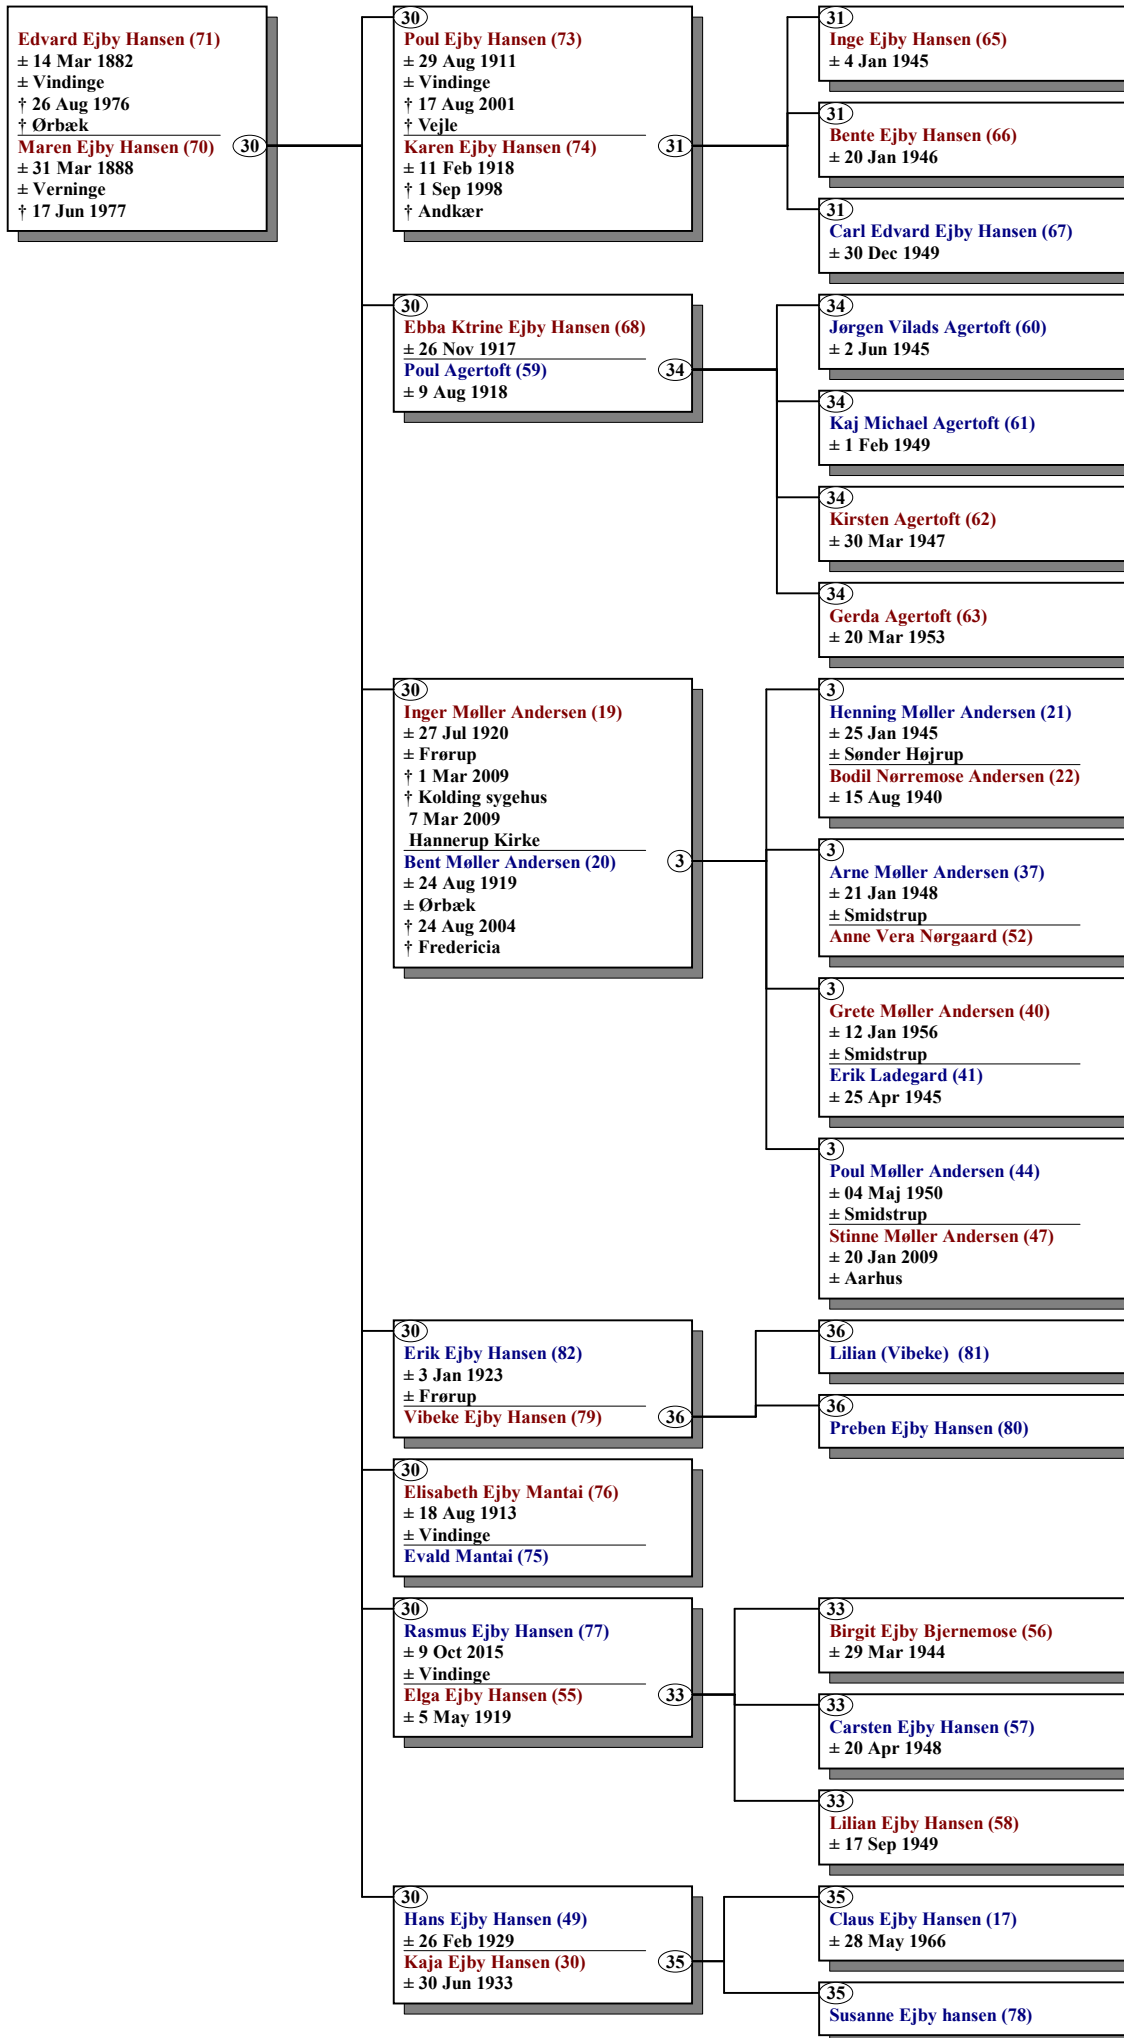 Edvard Ejby Hansen (71)
± 14 Mar 1882
± Vindinge
† 26 Aug 1976
† Ørbæk
Maren Ejby Hansen (70)
30
± 31 Mar 1888
± Verninge
† 17 Jun 1977
30
Poul Ejby Hansen (73)
± 29 Aug 1911
± Vindinge
† 17 Aug 2001
† Vejle
Karen Ejby Hansen (74)
31
± 11 Feb 1918
† 1 Sep 1998
† Andkær
31
Inge Ejby Hansen (65)
± 4 Jan 1945
31
Bente Ejby Hansen (66)
± 20 Jan 1946
31
Carl Edvard Ejby Hansen (67)
± 30 Dec 1949
30
Ebba Ktrine Ejby Hansen (68)
± 26 Nov 1917
Poul Agertoft (59)
34
± 9 Aug 1918
34
Jørgen Vilads Agertoft (60)
± 2 Jun 1945
34
Kaj Michael Agertoft (61)
± 1 Feb 1949
34
Kirsten Agertoft (62)
± 30 Mar 1947
34
Gerda Agertoft (63)
± 20 Mar 1953
30
Inger Møller Andersen (19)
± 27 Jul 1920
± Frørup
† 1 Mar 2009
† Kolding sygehus
7 Mar 2009
Hannerup Kirke
Bent Møller Andersen (20)
3
± 24 Aug 1919
± Ørbæk
† 24 Aug 2004
† Fredericia
3
Henning Møller Andersen (21)
± 25 Jan 1945
± Sønder Højrup
Bodil Nørremose Andersen (22)
± 15 Aug 1940
3
Arne Møller Andersen (37)
± 21 Jan 1948
± Smidstrup
Anne Vera Nørgaard (52)
3
Grete Møller Andersen (40)
± 12 Jan 1956
± Smidstrup
Erik Ladegard (41)
± 25 Apr 1945
3
Poul Møller Andersen (44)
± 04 Maj 1950
± Smidstrup
Stinne Møller Andersen (47)
± 20 Jan 2009
± Aarhus
30
Erik Ejby Hansen (82)
± 3 Jan 1923
± Frørup
Vibeke Ejby Hansen (79)
36
36
Lilian (Vibeke)  (81)
36
Preben Ejby Hansen (80)
30
Elisabeth Ejby Mantai (76)
± 18 Aug 1913
± Vindinge
Evald Mantai (75)
30
Rasmus Ejby Hansen (77)
± 9 Oct 2015
± Vindinge
Elga Ejby Hansen (55)
33
± 5 May 1919
33
Birgit Ejby Bjernemose (56)
± 29 Mar 1944
33
Carsten Ejby Hansen (57)
± 20 Apr 1948
33
Lilian Ejby Hansen (58)
± 17 Sep 1949
30
Hans Ejby Hansen (49)
± 26 Feb 1929
Kaja Ejby Hansen (30)
35
± 30 Jun 1933
35
Claus Ejby Hansen (17)
± 28 May 1966
35
Susanne Ejby hansen (78)